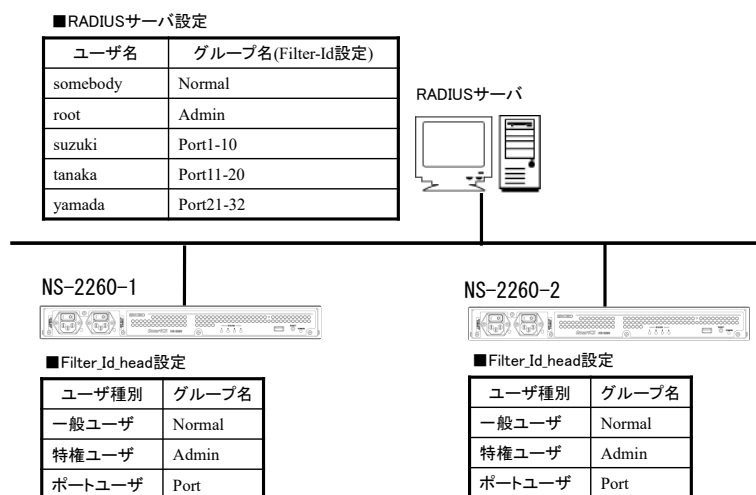 ■RADIUSサーバ設定
ユーザ名 グループ名(Filter-Id設定)
somebody Normal
root Admin
suzuki Port1-10
tanaka Port11-20
yamada Port21-32
RADIUSサーバ
NS-2260-1
■Filter_Id_head設定
ユーザ種別 グループ名
一般ユーザ Normal
特権ユーザ Admin
ポートユーザ Port
NS-2260-2
■Filter_Id_head設定
ユーザ種別 グループ名
一般ユーザ Normal
特権ユーザ Admin
ポートユーザ Port